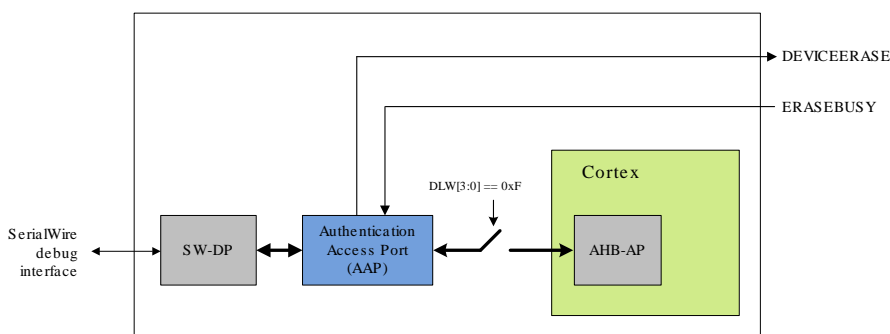 DEVICEERASE
ERASEBUSY
Cortex
DLW[3:0] == 0xF
SerialWire
debug
interface
SW-DP
Authentication
Access Port
(AAP)
AHB-AP